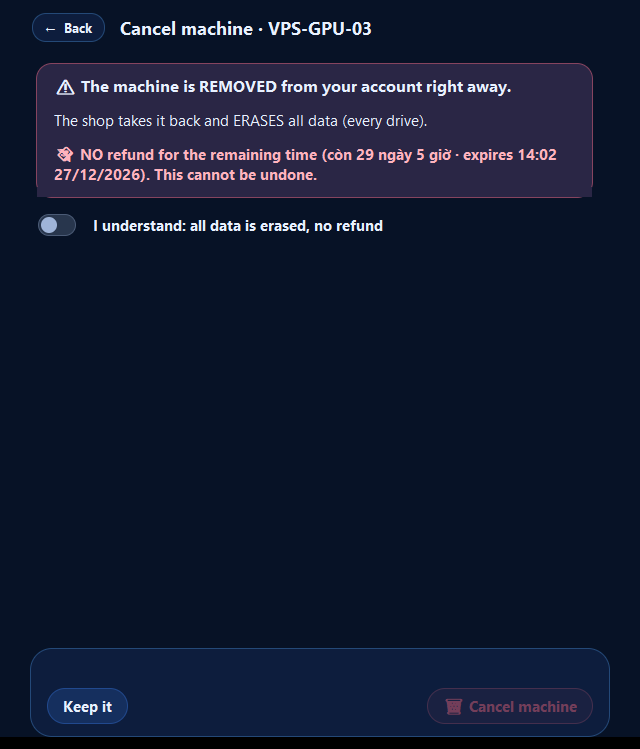 ← Back
Cancel machine · VPS-GPU-03
⚠ The machine is REMOVED from your account right away.
The shop takes it back and ERASES all data (every drive).
NO refund for the remaining time (còn 29 ngày 5 giờ · expires 14:02
27/12/2026). This cannot be undone.
I understand: all data is erased, no refund
Keep it
Cancel machine